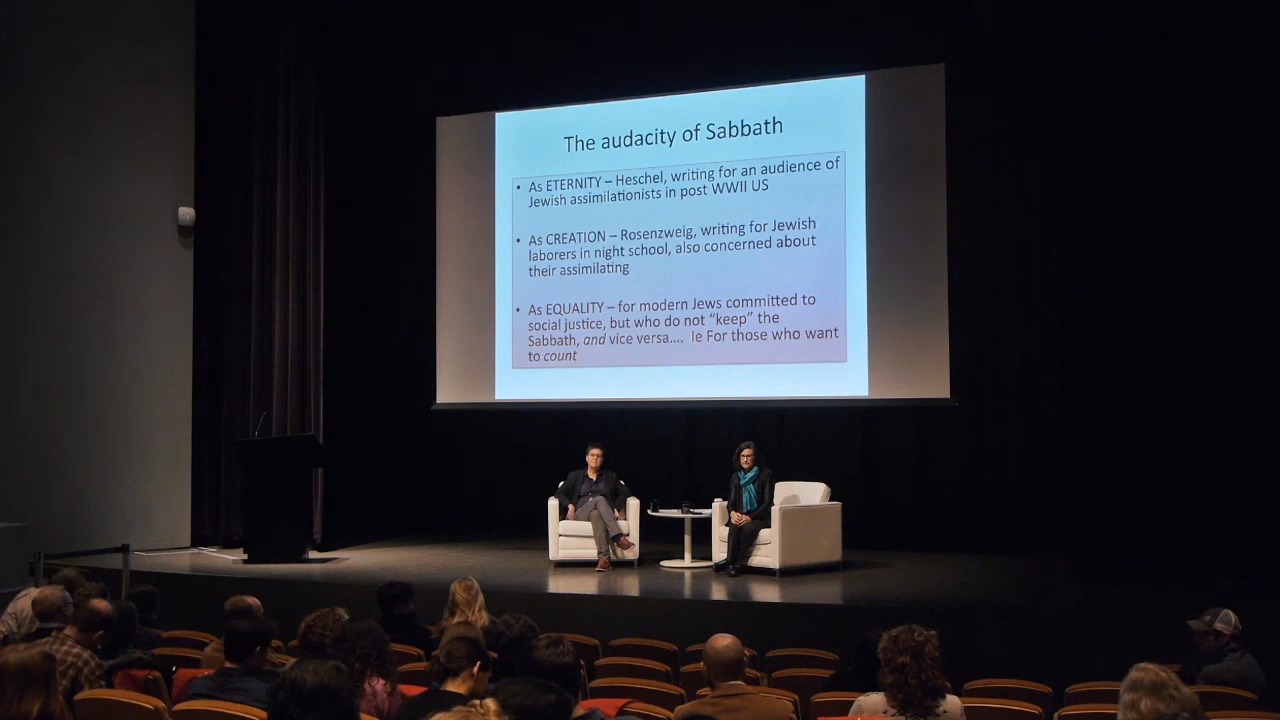 The audacity of Sabbath
• As ETERNITY – Heschel, writing for an audience of
Jewish assimilationists in post WWII US
• As CREATION – Rosenzweig, writing for Jewish
laborers in night school, also concerned about
their assimilating
• As EQUALITY – for modern Jews committed to
social justice, but who do not “keep” the
Sabbath, and vice versa.... Ie For those who want
to count